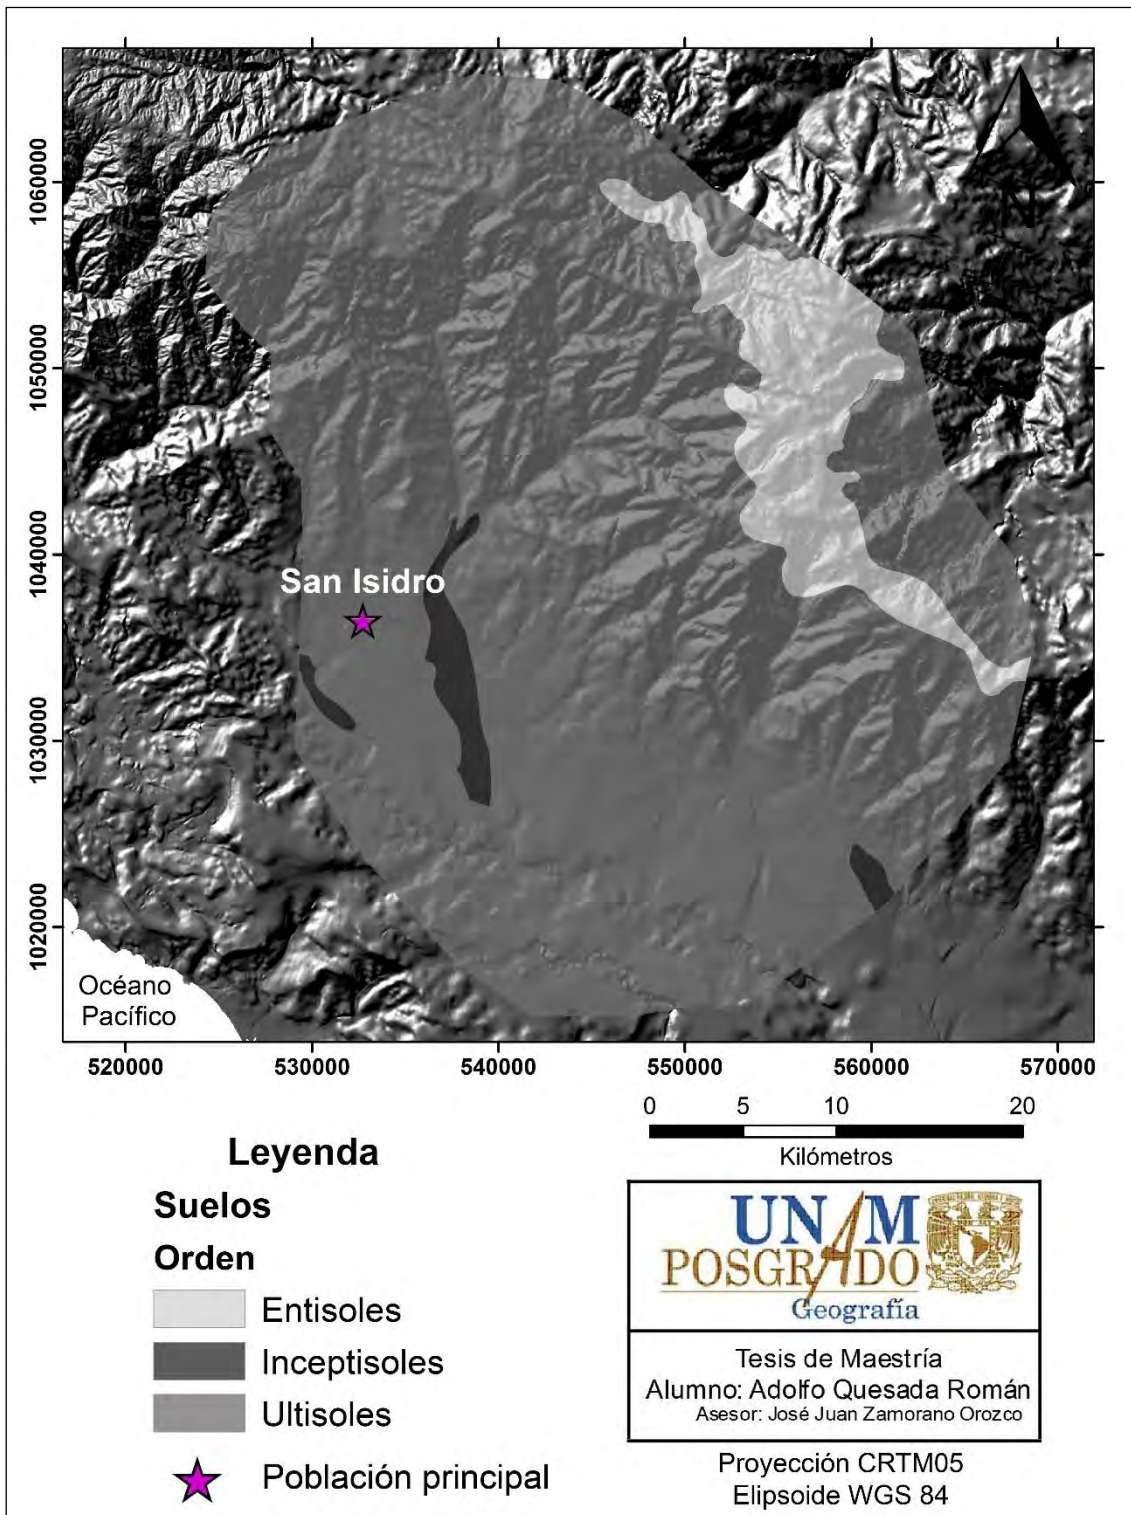 1060000
1050000
1040000
1030000
1020000
N
San Isidro
Océano
Pacífico
520000 530000 540000 550000 560000 570000
0 5 10 20
Kilómetros
Leyenda
Suelos
Orden
Entisoles
Inceptisoles
Ultisoles
Población principal
UNAM
POSGRADO
Geografía
Tesis de Maestría
Alumno: Adolfo Quesada Román
Asesor: José Juan Zamorano Orozco
Proyección CRTM05
Elipsoide WGS 84